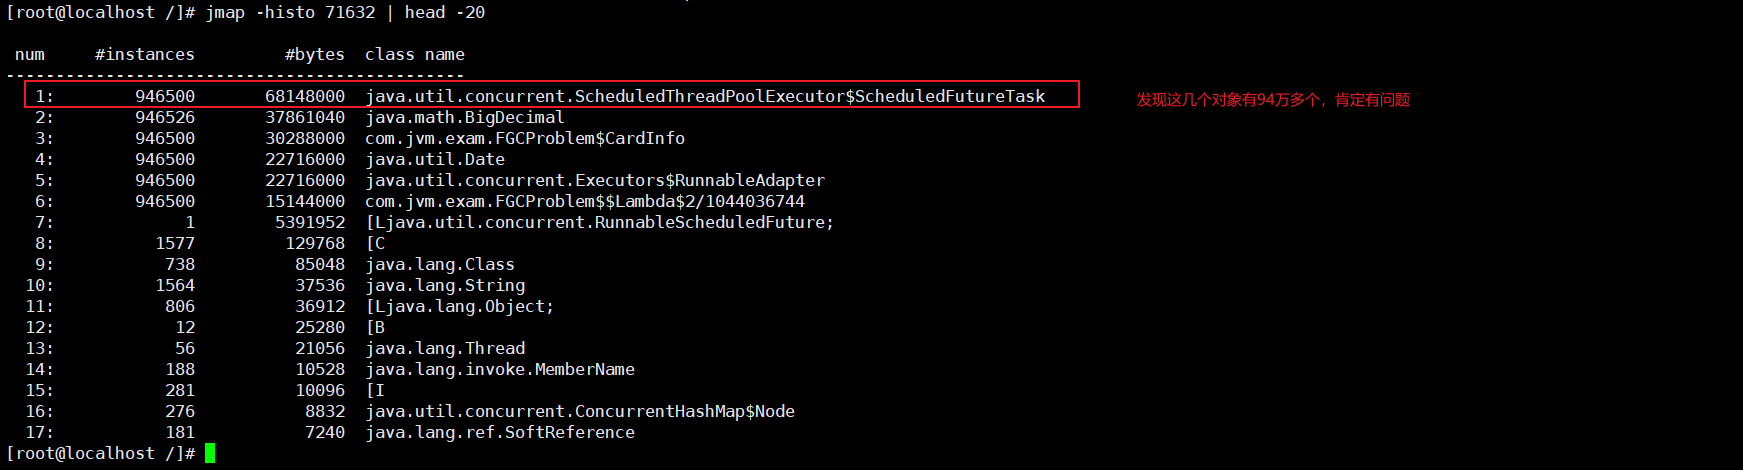 [root@localhost /]# jmap -histo 71632 | head -20
num     #instances         #bytes  class name
----------------------------------------------
1:        946500       68148000  java.util.concurrent.ScheduledThreadPoolExecutor$ScheduledFutureTask
发现这几个对象有94万多个，肯定有问题
2:        946526       37861040  java.math.BigDecimal
3:        946500       30288000  com.jvm.exam.FGCProblem$CardInfo
4:        946500       22716000  java.util.Date
5:        946500       22716000  java.util.concurrent.Executors$RunnableAdapter
6:        946500       15144000  com.jvm.exam.FGCProblem$$Lambda$2/1044036744
7:             1        5391952  [Ljava.util.concurrent.RunnableScheduledFuture;
8:          1577         129768  [C
9:           738          85048  java.lang.Class
10:          1564          37536  java.lang.String
11:           806          36912  [Ljava.lang.Object;
12:            12          25280  [B
13:            56          21056  java.lang.Thread
14:           188          10528  java.lang.invoke.MemberName
15:           281          10096  [I
16:           276           8832  java.util.concurrent.ConcurrentHashMap$Node
17:           181           7240  java.lang.ref.SoftReference
[root@localhost /]#